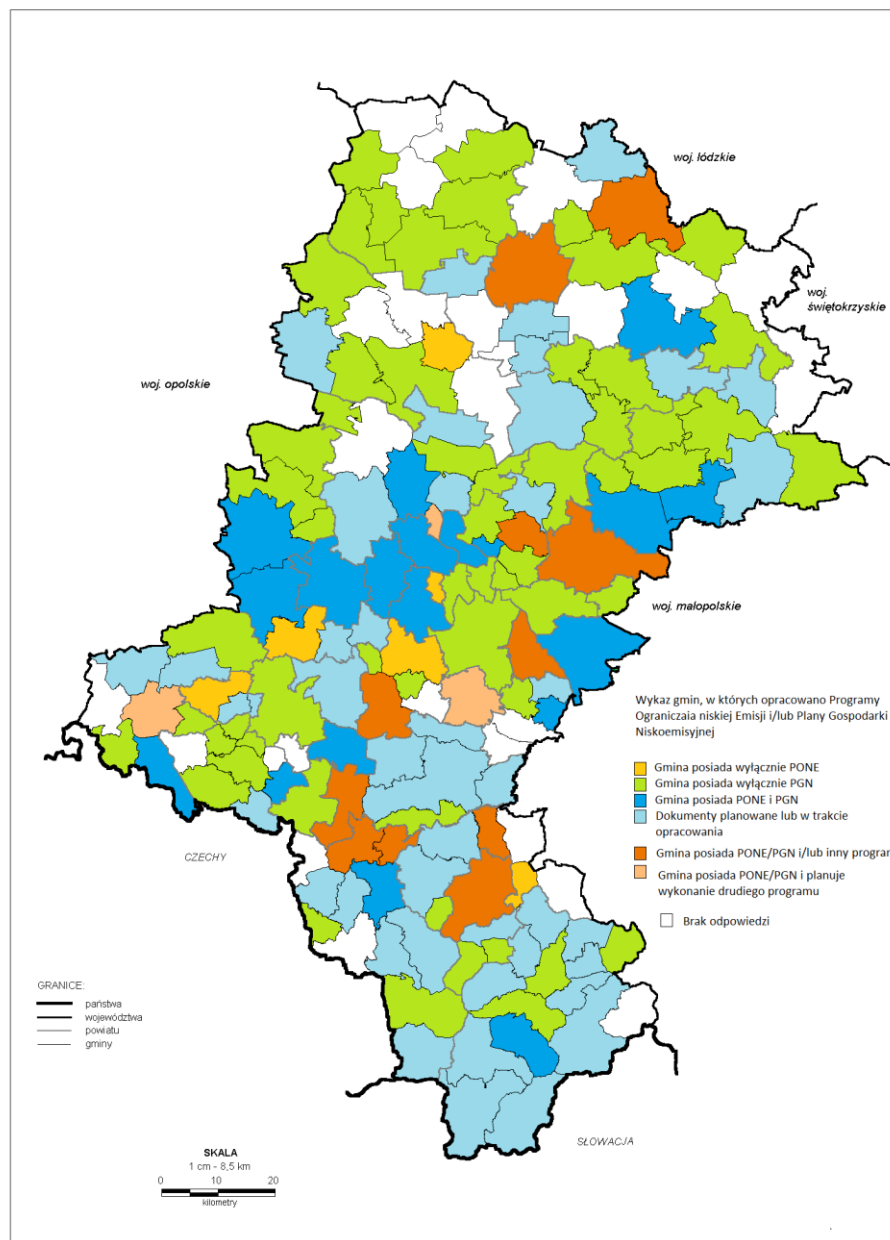 woj. łódzkie
woj.
świętokrzyskie
woj. opolskie
woj. małopolskie
Wykaz gmin, w których opracowano Programy
Ograniczaia niskiej Emisji i/lub Plany Gospodarki
Niskoemisyjnej
Gmina posiada wyłącznie PONE
Gmina posiada wyłącznie PGN
Gmina posiada PONE i PGN
Dokumenty planowane lub w trakcie
opracowania
Gmina posiada PONE/PGN i/lub inny program
Gmina posiada PONE/PGN i planuje
wykonanie drudiego programu
Brak odpowiedzi
CZECHY
GRANICE:
państwa
województwa
powiatu
gminy
SŁOWACJA
SKALA
1 cm - 8,5 km
0 10 20
kilometry